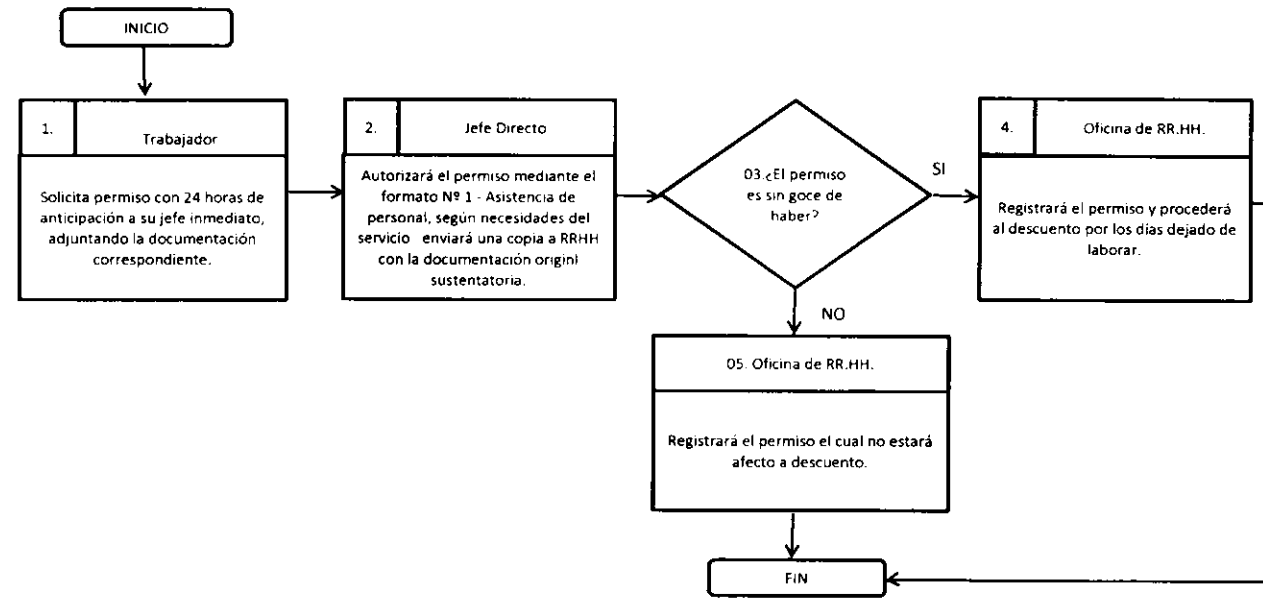 INICIO
1.
Trabajador
Solicita permiso con 24 horas de
anticipación a su jefe inmediato,
adjuntando la documentación
correspondiente.
2.
Jefe Directo
Autorizará el permiso mediante el
formato Nº 1 - Asistencia de
personal, según necesidades del
servicio enviará una copia a RRHH
con la documentación originl
sustentatoria.
03.¿El permiso
es sin goce de
haber?
SI
4.
Oficina de RR.HH.
Registrará el permiso y procederá
al descuento por los días dejado de
laborar.
NO
05. Oficina de RR.HH.
Registrará el permiso el cual no estará
afecto a descuento.
FIN